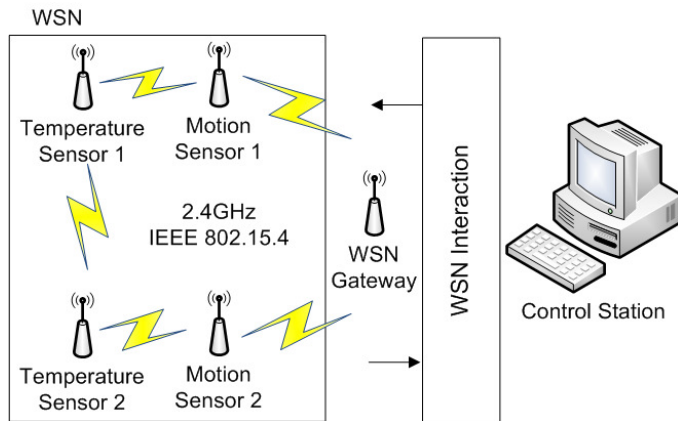 WSN
Temperature
Sensor 1
Motion
Sensor 1
2.4GHz
IEEE 802.15.4
WSN
Gateway
WSN Interaction
Control Station
Temperature
Sensor 2
Motion
Sensor 2